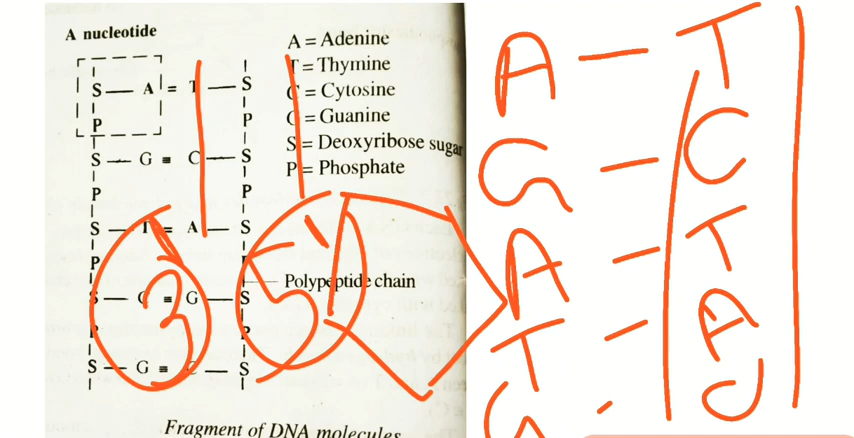 A nucleotide
S — A = T — S
P P
S — G ≡ C — S
P P
S — T = A — S
P P
S — C ≡ G — S
P P
S — G ≡ C — S
Fragment of DNA molecules
A = Adenine
T = Thymine
C = Cytosine
G = Guanine
S = Deoxyribose sugar
P = Phosphate
Polypeptide chain
3'
5'
A — T
G — C
A — T
T — A
G - C